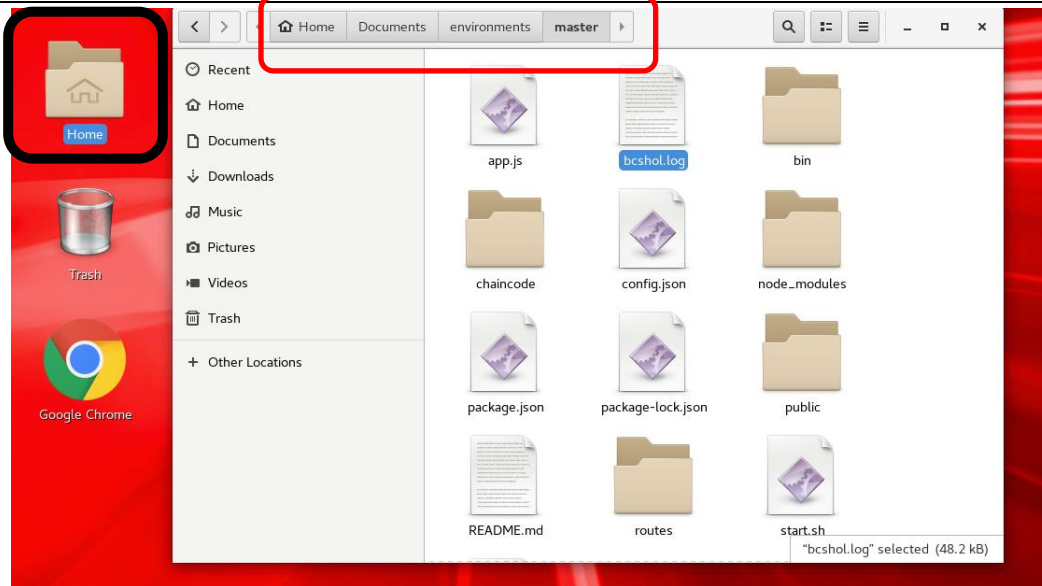 Home
Trash
Google Chrome
Home Documents environments master
Recent
Home
Documents
Downloads
Music
Pictures
Videos
Trash
+ Other Locations
app.js bcshol.log bin
chaincode config.json node_modules
package.json package-lock.json public
README.md routes start.sh
"bcshol.log" selected (48.2 kB)